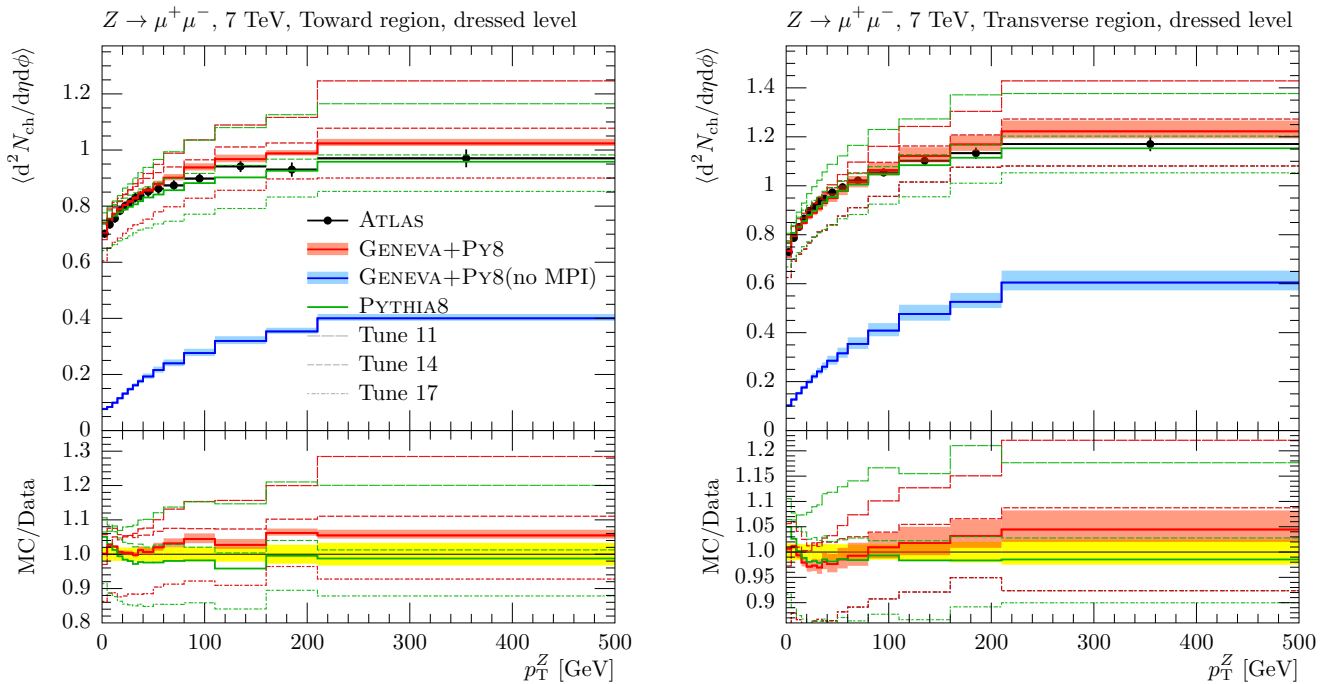 Z → μ⁺μ⁻, 7 TeV, Toward region, dressed level
⟨d²N_ch/dηdϕ⟩
1.2
1
0.8
0.6
0.4
0.2
0
ATLAS
GENEVA+PY8
GENEVA+PY8(no MPI)
PYTHIA8
Tune 11
Tune 14
Tune 17
MC/Data
1.3
1.2
1.1
1.0
0.9
0.8
0 100 200 300 400 500
p_T^Z [GeV]
Z → μ⁺μ⁻, 7 TeV, Transverse region, dressed level
⟨d²N_ch/dηdϕ⟩
1.4
1.2
1
0.8
0.6
0.4
0.2
0
MC/Data
1.2
1.15
1.1
1.05
1.0
0.95
0.9
0 100 200 300 400 500
p_T^Z [GeV]